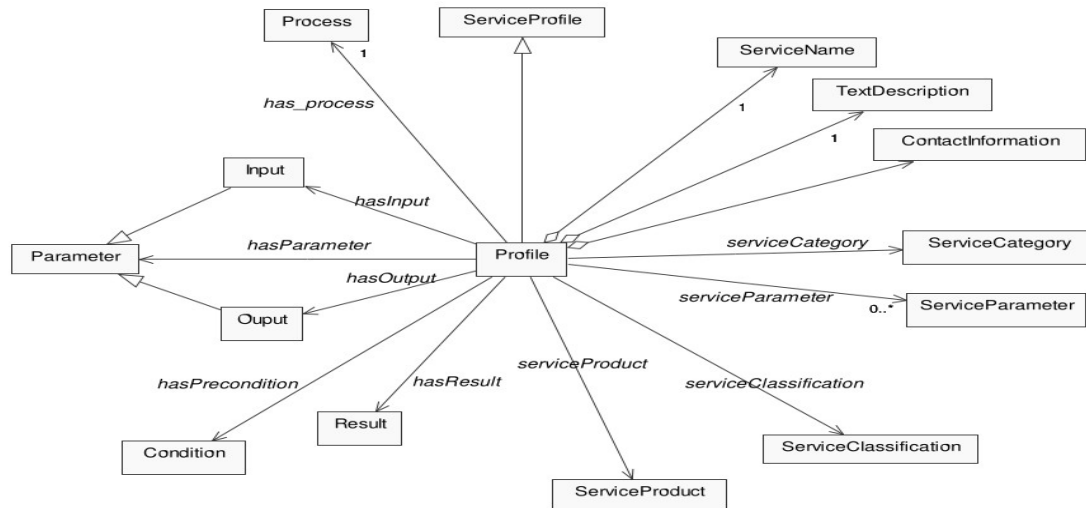 Process
ServiceProfile
1
ServiceName
TextDescription
has_process
1
1
ContactInformation
Input
hasInput
Parameter
hasParameter
Profile
serviceCategory
ServiceCategory
hasOutput
serviceParameter
0..*
ServiceParameter
Ouput
hasPrecondition
hasResult
serviceProduct
serviceClassification
Result
Condition
ServiceClassification
ServiceProduct